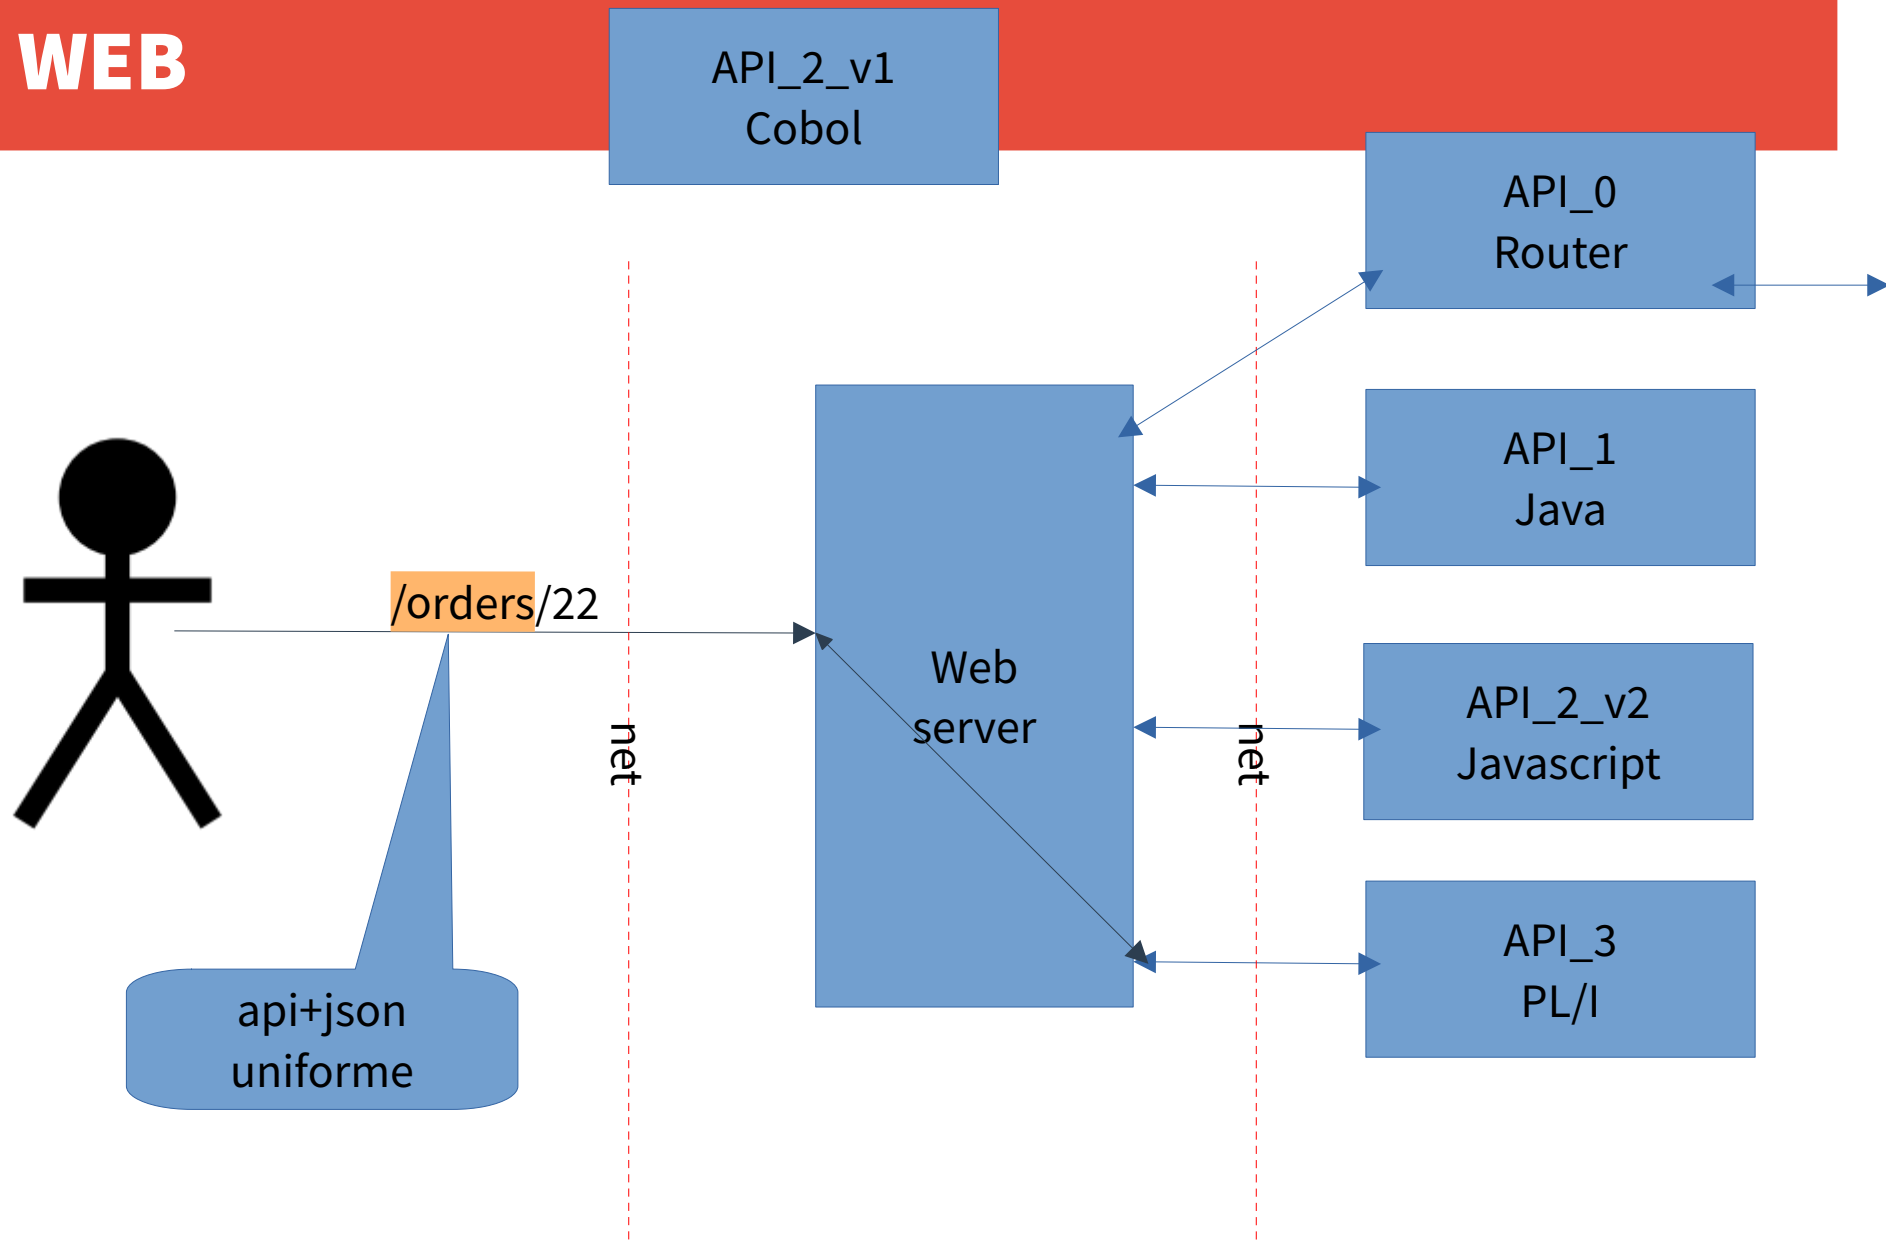 WEB
API_2_v1
Cobol
API_0
Router
API_1
Java
/orders/22
Web
server
net
net
API_2_v2
Javascript
API_3
PL/I
api+json
uniforme